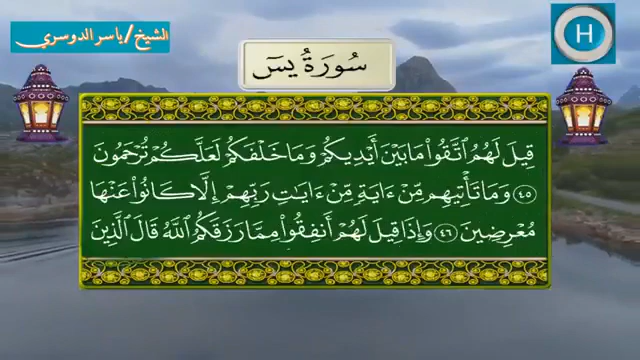 الشيخ/ياسر الدوسري
H
سُورَةُ يسٓ
قِيلَ لَهُمُ ٱتَّقُواْ مَا بَيْنَ أَيْدِيكُمْ وَمَا خَلْفَكُمْ لَعَلَّكُمْ تُرْحَمُونَ
٤٥ وَمَا تَأْتِيهِم مِّنْ ءَايَةٍ مِّنْ ءَايَٰتِ رَبِّهِمْ إِلَّا كَانُواْ عَنْهَا
مُعْرِضِينَ ٤٦ وَإِذَا قِيلَ لَهُمْ أَنفِقُواْ مِمَّا رَزَقَكُمُ ٱللَّهُ قَالَ ٱلَّذِينَ